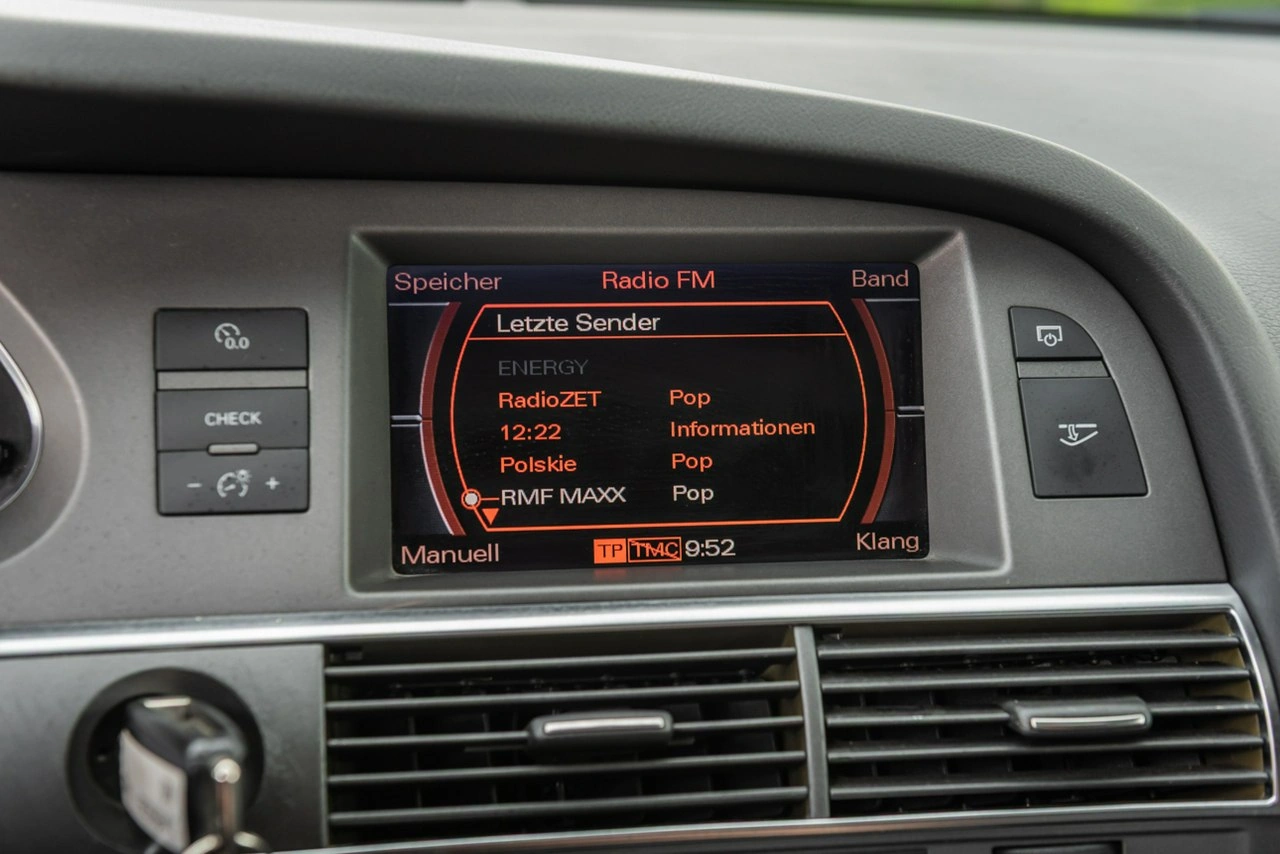 Speicher Radio FM Band
Letzte Sender
ENERGY
RadioZET Pop
12:22 Informationen
Polskie Pop
RMF MAXX Pop
Manuell TP TMC 9:52 Klang
0.0
CHECK
- +